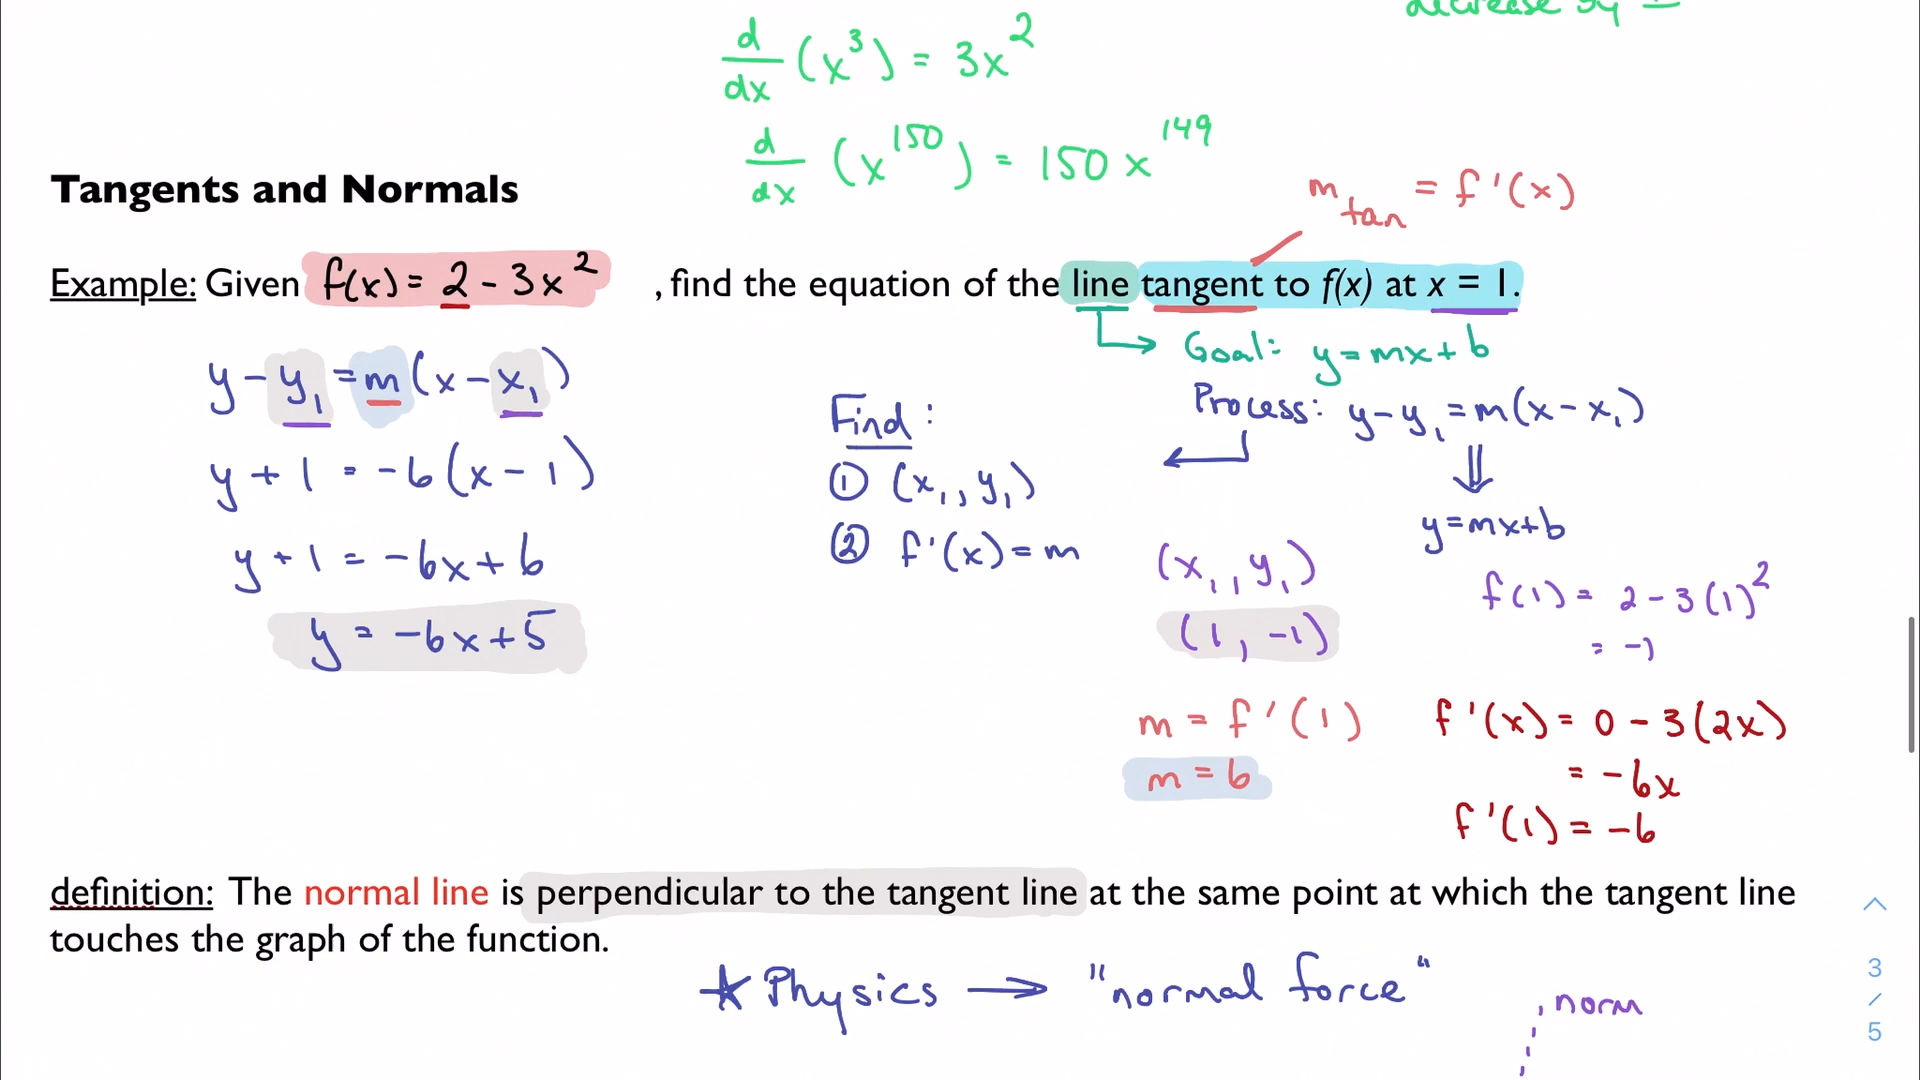 decrease by 1
d/dx (x³) = 3x²
d/dx (x¹⁵⁰) = 150x¹⁴⁹
Tangents and Normals
m_tan = f'(x)
Example: Given f(x) = 2 - 3x² , find the equation of the line tangent to f(x) at x = 1.
Goal: y = mx + b
Process: y - y₁ = m(x - x₁)
y = mx + b
y - y₁ = m(x - x₁)
y + 1 = -6(x - 1)
y + 1 = -6x + 6
y = -6x + 5
Find:
① (x₁, y₁)
② f'(x) = m
(x₁, y₁)
(1, -1)
f(1) = 2 - 3(1)²
= -1
m = f'(1)
m = 6
f'(x) = 0 - 3(2x)
= -6x
f'(1) = -6
definition: The normal line is perpendicular to the tangent line at the same point at which the tangent line
touches the graph of the function.
★ Physics → "normal force"
norm
3
/
5